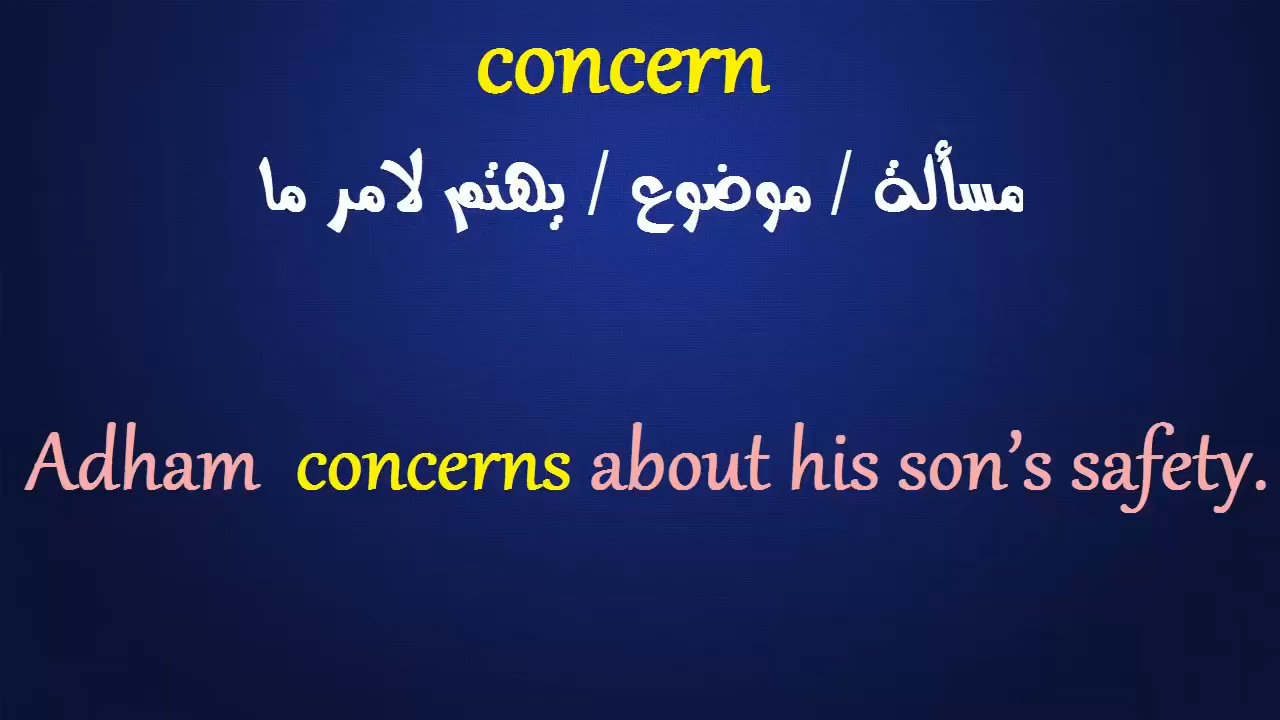 concern
مسألة / موضوع / يهتم لامر ما
Adham concerns about his son’s safety.